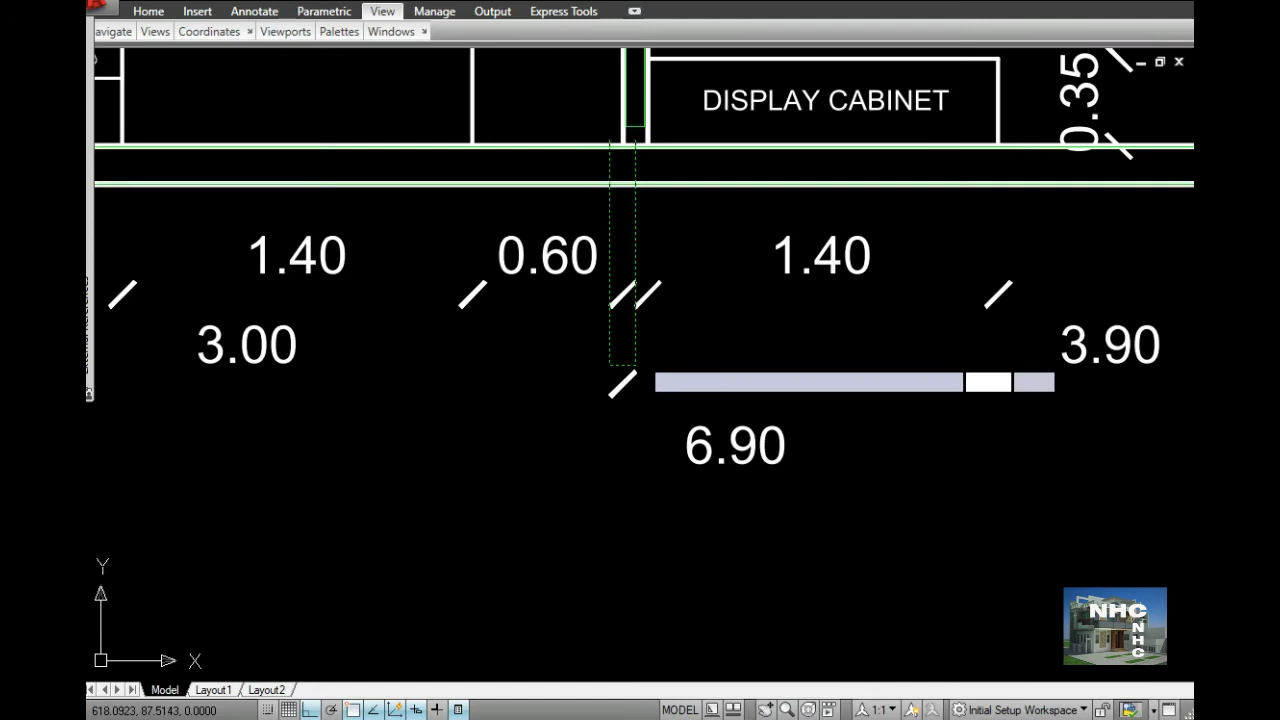 Home Insert Annotate Parametric View Manage Output Express Tools
avigate Views Coordinates Viewports Palettes Windows
DISPLAY CABINET
0.35
1.40 0.60 1.40
3.00 3.90
6.90
Y
X
NHC
NHC
Model Layout1 Layout2
618.0923, 87.5143, 0.0000 MODEL 1:1 Initial Setup Workspace